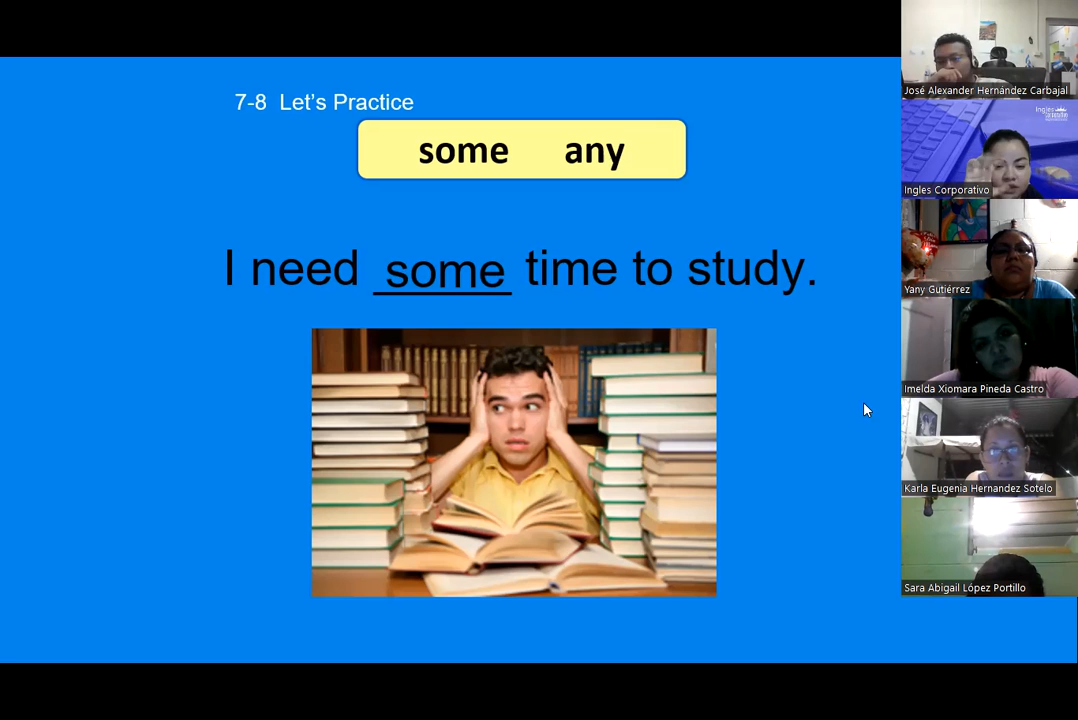 7-8 Let's Practice
some any
I need some time to study.
José Alexander Hernández Carbajal
Ingles
Ingles Corporativo
Yany Gutiérrez
Imelda Xiomara Pineda Castro
Karla Eugenia Hernandez Sotelo
Sara Abigail López Portillo